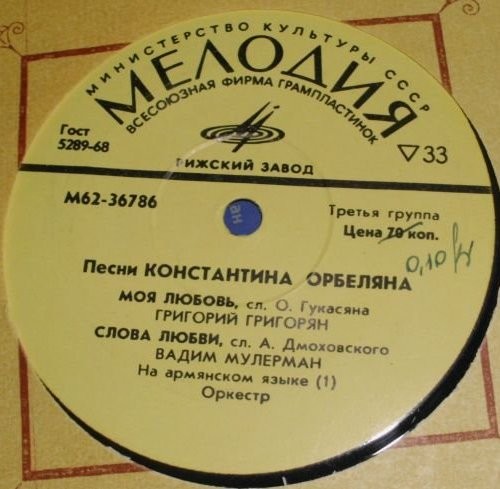 МИНИСТЕРСТВО КУЛЬТУРЫ СССР
МЕЛОДИЯ
ВСЕСОЮЗНАЯ ФИРМА ГРАМПЛАСТИНОК
Гост
5289-68
▽33
РИЖСКИЙ ЗАВОД
М62-36786
ан
Третья группа
Цена 70 коп.
0,10
Песни КОНСТАНТИНА ОРБЕЛЯНА
МОЯ ЛЮБОВЬ, сл. О. Гукасяна
ГРИГОРИЙ ГРИГОРЯН
СЛОВА ЛЮБВИ, сл. А. Дмоховского
ВАДИМ МУЛЕРМАН
На армянском языке (1)
Оркестр